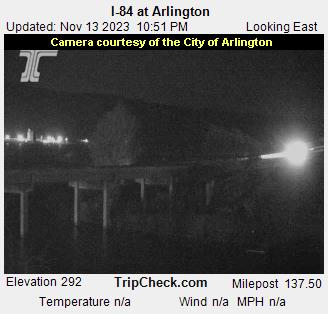 I-84 at Arlington
Updated: Nov 13 2023 10:51 PM Looking East
Camera courtesy of the City of Arlington
Elevation 292 TripCheck.com Milepost 137.50
Temperature n/a Wind n/a MPH n/a